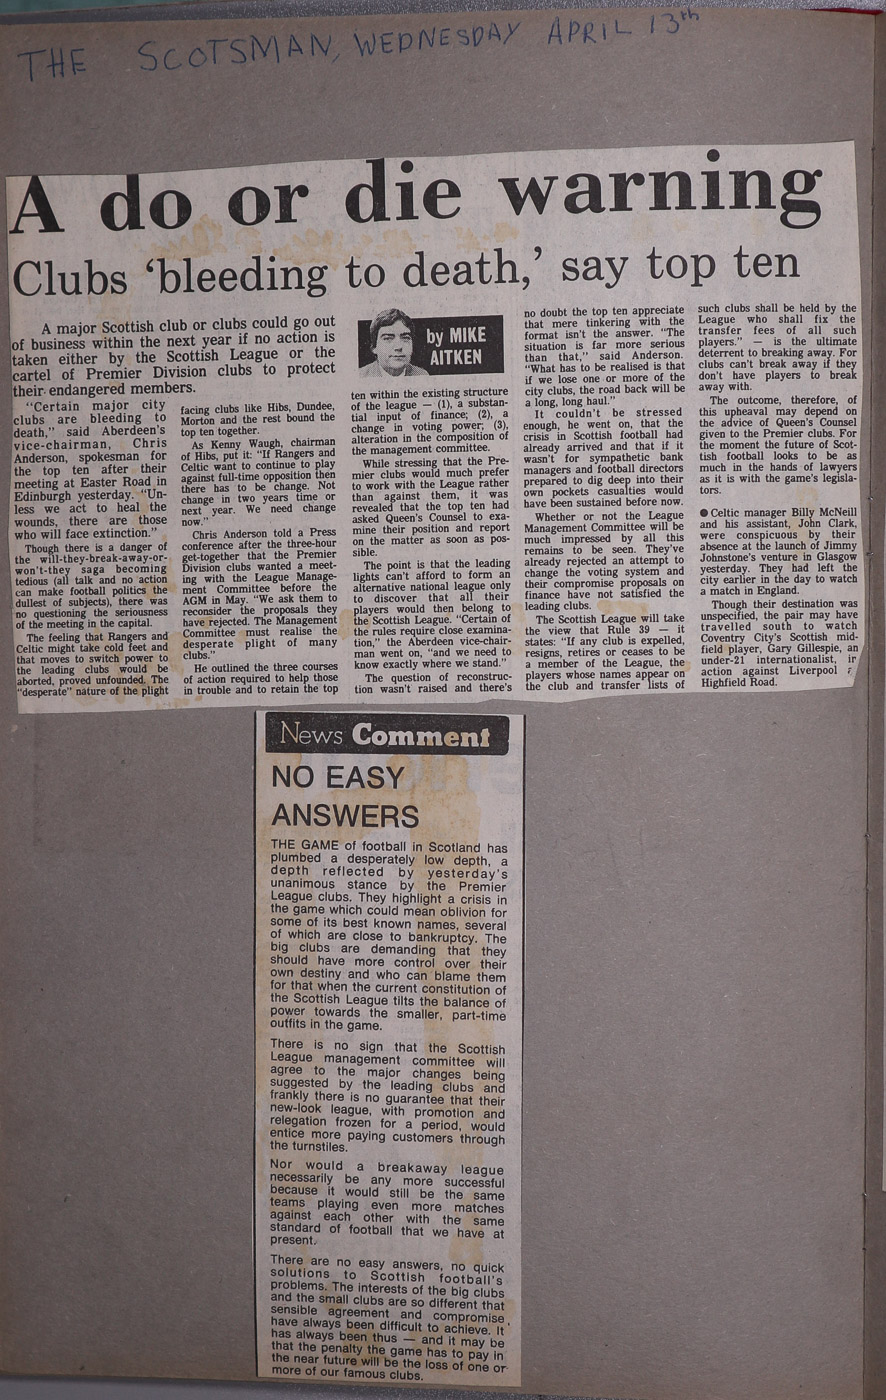 THE SCOTSMAN, WEDNESDAY APRIL 13th
A do or die warning
Clubs ‘bleeding to death,’ say top ten
A major Scottish club or clubs could go out
of business within the next year if no action is
taken either by the Scottish League or the
cartel of Premier Division clubs to protect
their endangered members.
“Certain major city
clubs are bleeding to
death,” said Aberdeen’s
vice-chairman, Chris
Anderson, spokesman for
the top ten after their
meeting at Easter Road in
Edinburgh yesterday. “Un-
less we act to heal the
wounds, there are those
who will face extinction.”
Though there is a danger of
the will-they-break-away-or-
won’t-they saga becoming
tedious (all talk and no action
can make football politics the
dullest of subjects), there was
no questioning the seriousness
of the meeting in the capital.
The feeling that Rangers and
Celtic might take cold feet and
that moves to switch power to
the leading clubs would be
aborted, proved unfounded. The
“desperate” nature of the plight
facing clubs like Hibs, Dundee,
Morton and the rest bound the
top ten together.
As Kenny Waugh, chairman
of Hibs, put it: “If Rangers and
Celtic want to continue to play
against full-time opposition then
there has to be change. Not
change in two years time or
next year. We need change
now.”
Chris Anderson told a Press
conference after the three-hour
get-together that the Premier
Division clubs wanted a meet-
ing with the League Manage-
ment Committee before the
AGM in May. “We ask them to
reconsider the proposals they
have rejected. The Management
Committee must realise the
desperate plight of many
clubs.”
He outlined the three courses
of action required to help those
in trouble and to retain the top
by MIKE
AITKEN
ten within the existing structure
of the league — (1), a substan-
tial input of finance; (2), a
change in voting power; (3),
alteration in the composition of
the management committee.
While stressing that the Pre-
mier clubs would much prefer
to work with the League rather
than against them, it was
revealed that the top ten had
asked Queen’s Counsel to exa-
mine their position and report
on the matter as soon as pos-
sible.
The point is that the leading
lights can’t afford to form an
alternative national league only
to discover that all their
players would then belong to
the Scottish League. “Certain of
the rules require close examina-
tion,” the Aberdeen vice-chair-
man went on, “and we need to
know exactly where we stand.”
The question of reconstruc-
tion wasn’t raised and there’s
no doubt the top ten appreciate
that mere tinkering with the
format isn’t the answer. “The
situation is far more serious
than that,” said Anderson.
“What has to be realised is that
if we lose one or more of the
city clubs, the road back will be
a long, long haul.”
It couldn’t be stressed
enough, he went on, that the
crisis in Scottish football had
already arrived and that if it
wasn’t for sympathetic bank
managers and football directors
prepared to dig deep into their
own pockets casualties would
have been sustained before now.
Whether or not the League
Management Committee will be
much impressed by all this
remains to be seen. They’ve
already rejected an attempt to
change the voting system and
their compromise proposals on
finance have not satisfied the
leading clubs.
The Scottish League will take
the view that Rule 39 — it
states: “If any club is expelled,
resigns, retires or ceases to be
a member of the League, the
players whose names appear on
the club and transfer lists of
such clubs shall be held by the
League who shall fix the
transfer fees of all such
players.” — is the ultimate
deterrent to breaking away. For
clubs can’t break away if they
don’t have players to break
away with.
The outcome, therefore, of
this upheaval may depend on
the advice of Queen’s Counsel
given to the Premier clubs. For
the moment the future of Scot-
tish football looks to be as
much in the hands of lawyers
as it is with the game’s legisla-
tors.
● Celtic manager Billy McNeill
and his assistant, John Clark,
were conspicuous by their
absence at the launch of Jimmy
Johnstone’s venture in Glasgow
yesterday. They had left the
city earlier in the day to watch
a match in England.
Though their destination was
unspecified, the pair may have
travelled south to watch
Coventry City’s Scottish mid-
field player, Gary Gillespie, an
under-21 internationalist, in
action against Liverpool
Highfield Road.
News Comment
NO EASY
ANSWERS
THE GAME of football in Scotland has
plumbed a desperately low depth, a
depth reflected by yesterday’s
unanimous stance by the Premier
League clubs. They highlight a crisis in
the game which could mean oblivion for
some of its best known names, several
of which are close to bankruptcy. The
big clubs are demanding that they
should have more control over their
own destiny and who can blame them
for that when the current constitution of
the Scottish League tilts the balance of
power towards the smaller, part-time
outfits in the game.
There is no sign that the Scottish
League management committee will
agree to the major changes being
suggested by the leading clubs and
frankly there is no guarantee that their
new-look league, with promotion and
relegation frozen for a period, would
entice more paying customers through
the turnstiles.
Nor would a breakaway league
necessarily be any more successful
because it would still be the same
teams playing even more matches
against each other with the same
standard of football that we have at
present.
There are no easy answers, no quick
solutions to Scottish football’s
problems. The interests of the big clubs
and the small clubs are so different that
sensible agreement and compromise
have always been difficult to achieve. It
has always been thus — and it may be
that the penalty the game has to pay in
the near future will be the loss of one or
more of our famous clubs.